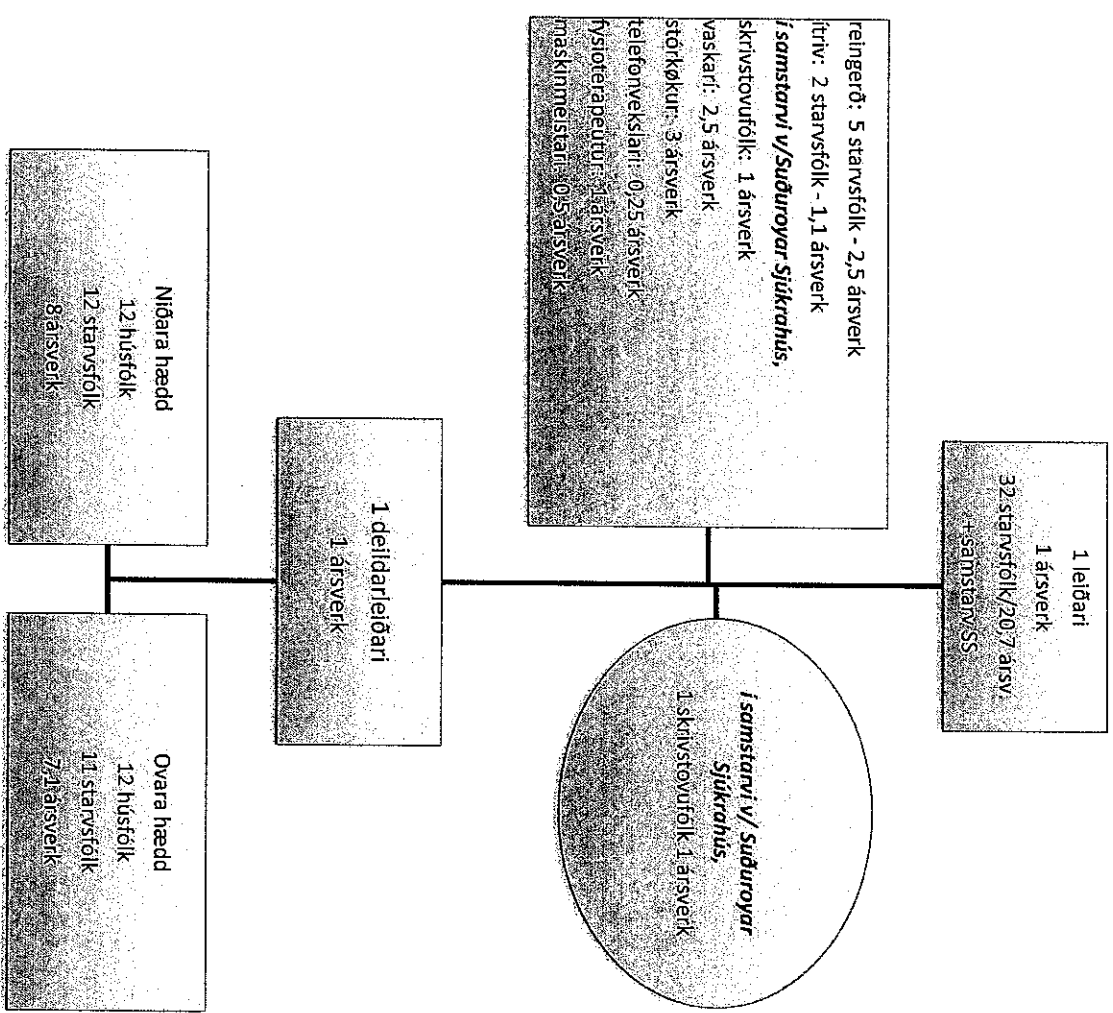 1 leiðari
1 ársverk
32 starvsfólk/20,7 ársv.
+samstarv SS
reingerð: 5 starvsfólk - 2,5 ársverk
ítriv: 2 starvsfólk - 1,1 ársverk
í samstarvi v/Suðuroyar Sjúkrahús,
skrivstovufólk: 1 ársverk
vaskarí: 2,5 ársverk
stórkøkur: 3 ársverk
telefonvekslari: 0,25 ársverk
fysioterapeutur: 1 ársverk
maskinmeistari: 0,5 ársverk
í samstarvi v/ Suðuroyar
Sjúkrahús,
1 skrivstovufólk 1 ársverk
1 deildarleiðari
1 ársverk
Niðara hædd
12 húsfólk
12 starvsfólk
8 ársverk
Ovara hædd
12 húsfólk
11 starvsfólk
7,1 ársverk